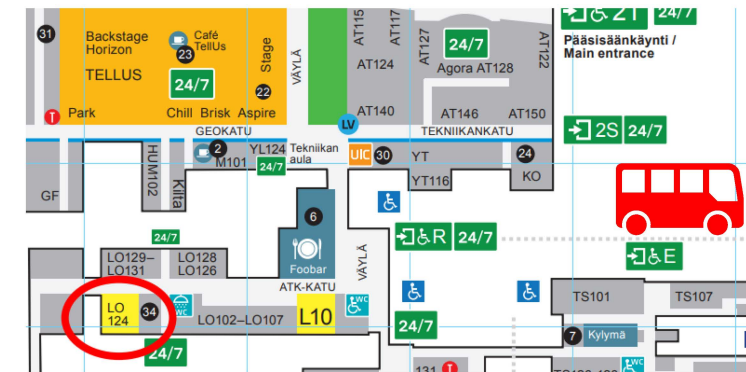 31
Backstage
Horizon
Café
TellUs
23
TELLUS
24/7
Stage
22
VÄYLÄ
T
Park
Chill
Brisk
Aspire
GEOKATU
AT115
AT117
AT124
AT140
AT127
24/7
Agora AT128
AT122
AT146
AT150
LV
TEKNIIKANKATU
2T
24/7
Pääsisäänkäynti /
Main entrance
2S
24/7
HUM102
Kilta
2
M101
YL124
24/7
Tekniikan
aula
UIC
30
YT
YT116
24
KO
GF
24/7
6
Foobar
VÄYLÄ
R
24/7
E
LO129–
LO131
LO128
LO126
ATK-KATU
LO
124
34
WC
LO102–LO107
L10
WC
24/7
24/7
TS101
TS107
7
Kylymä
131
T
WC